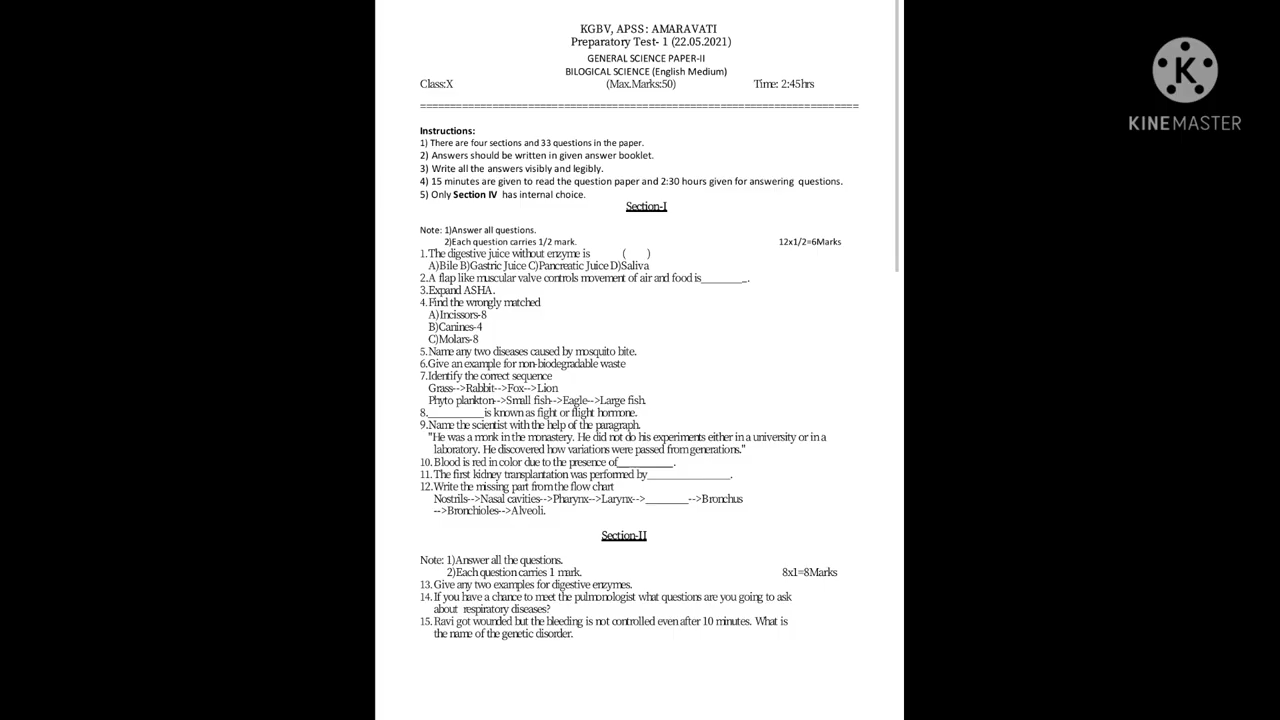 KGBV, APSS: AMARAVATI
Preparatory Test- 1 (22.05.2021)
GENERAL SCIENCE PAPER-II
BILOGICAL SCIENCE (English Medium)
Class:X (Max.Marks:50) Time: 2:45hrs
=========================================================================
Instructions:
1) There are four sections and 33 questions in the paper.
2) Answers should be written in given answer booklet.
3) Write all the answers visibly and legibly.
4) 15 minutes are given to read the question paper and 2:30 hours given for answering questions.
5) Only Section IV has internal choice.
Section-I
Note: 1)Answer all questions.
2)Each question carries 1/2 mark. 12x1/2=6Marks
1.The digestive juice without enzyme is ( )
A)Bile B)Gastric Juice C)Pancreatic Juice D)Saliva
2.A flap like muscular valve controls movement of air and food is________.
3.Expand ASHA.
4.Find the wrongly matched
A)Incissors-8
B)Canines-4
C)Molars-8
5.Name any two diseases caused by mosquito bite.
6.Give an example for non-biodegradable waste
7.Identify the correct sequence
Grass-->Rabbit-->Fox-->Lion
Phyto plankton-->Small fish-->Eagle-->Large fish.
8.__________is known as fight or flight hormone.
9.Name the scientist with the help of the paragraph.
"He was a monk in the monastery. He did not do his experiments either in a university or in a
laboratory. He discovered how variations were passed from generations."
10. Blood is red in color due to the presence of__________.
11. The first kidney transplantation was performed by_______________.
12.Write the missing part from the flow chart
Nostrils-->Nasal cavities-->Pharynx-->Larynx-->________-->Bronchus
-->Bronchioles-->Alveoli.
Section-II
Note: 1)Answer all the questions.
2)Each question carries 1 mark. 8x1=8Marks
13. Give any two examples for digestive enzymes.
14. If you have a chance to meet the pulmonologist what questions are you going to ask
about respiratory diseases?
15. Ravi got wounded but the bleeding is not controlled even after 10 minutes. What is
the name of the genetic disorder.
K
KINEMASTER